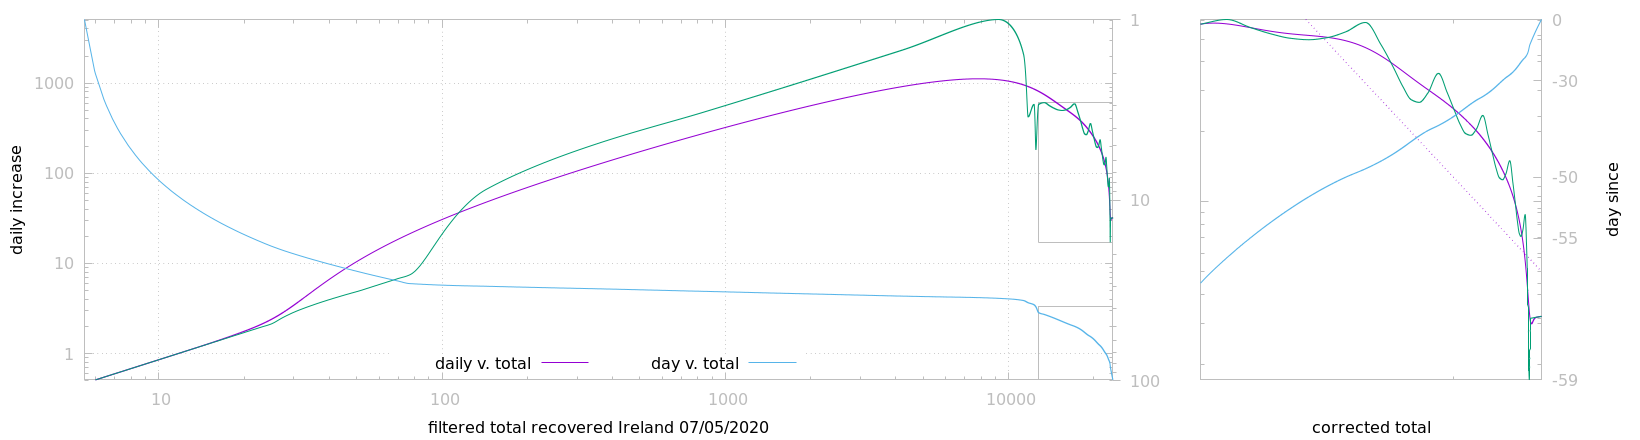 1000
100
10
1
daily increase
10
100
1000
10000
1
10
100
daily v. total
day v. total
filtered total recovered Ireland 07/05/2020
0
-30
-50
-55
-59
day since
corrected total